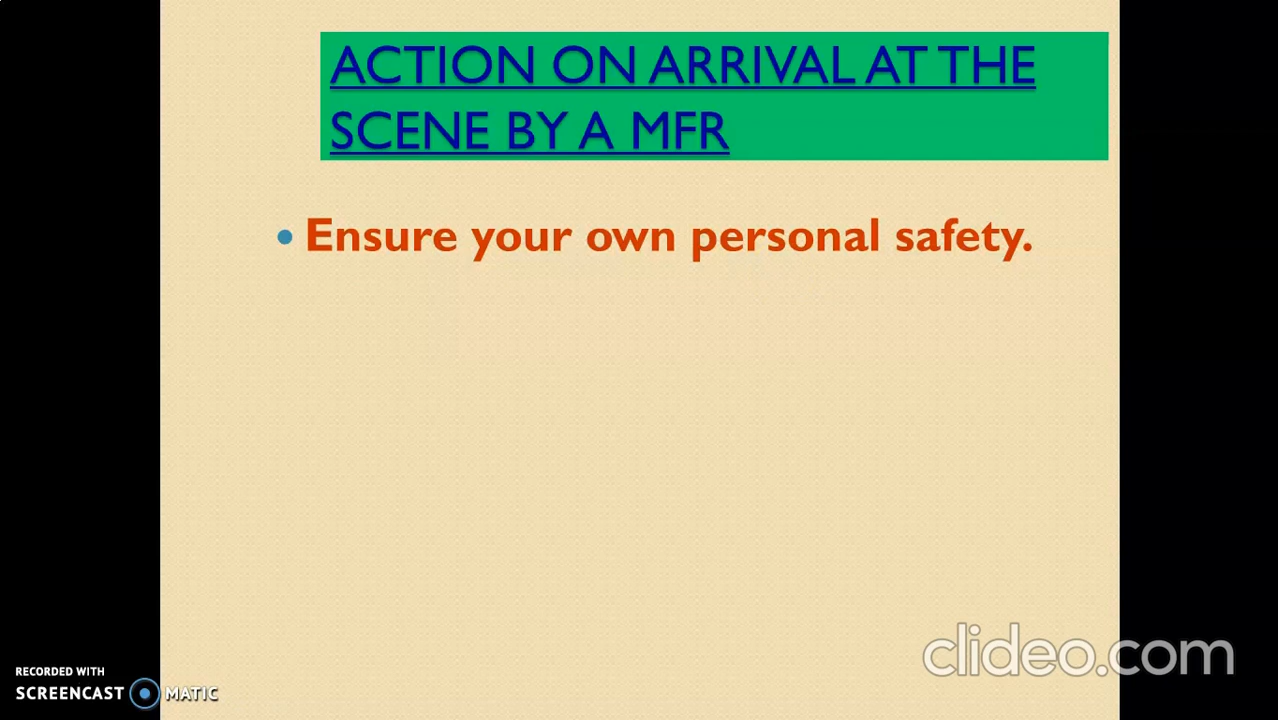 ACTION ON ARRIVAL AT THE
SCENE BY A MFR
• Ensure your own personal safety.
clideo.com
RECORDED WITH
SCREENCAST MATIC